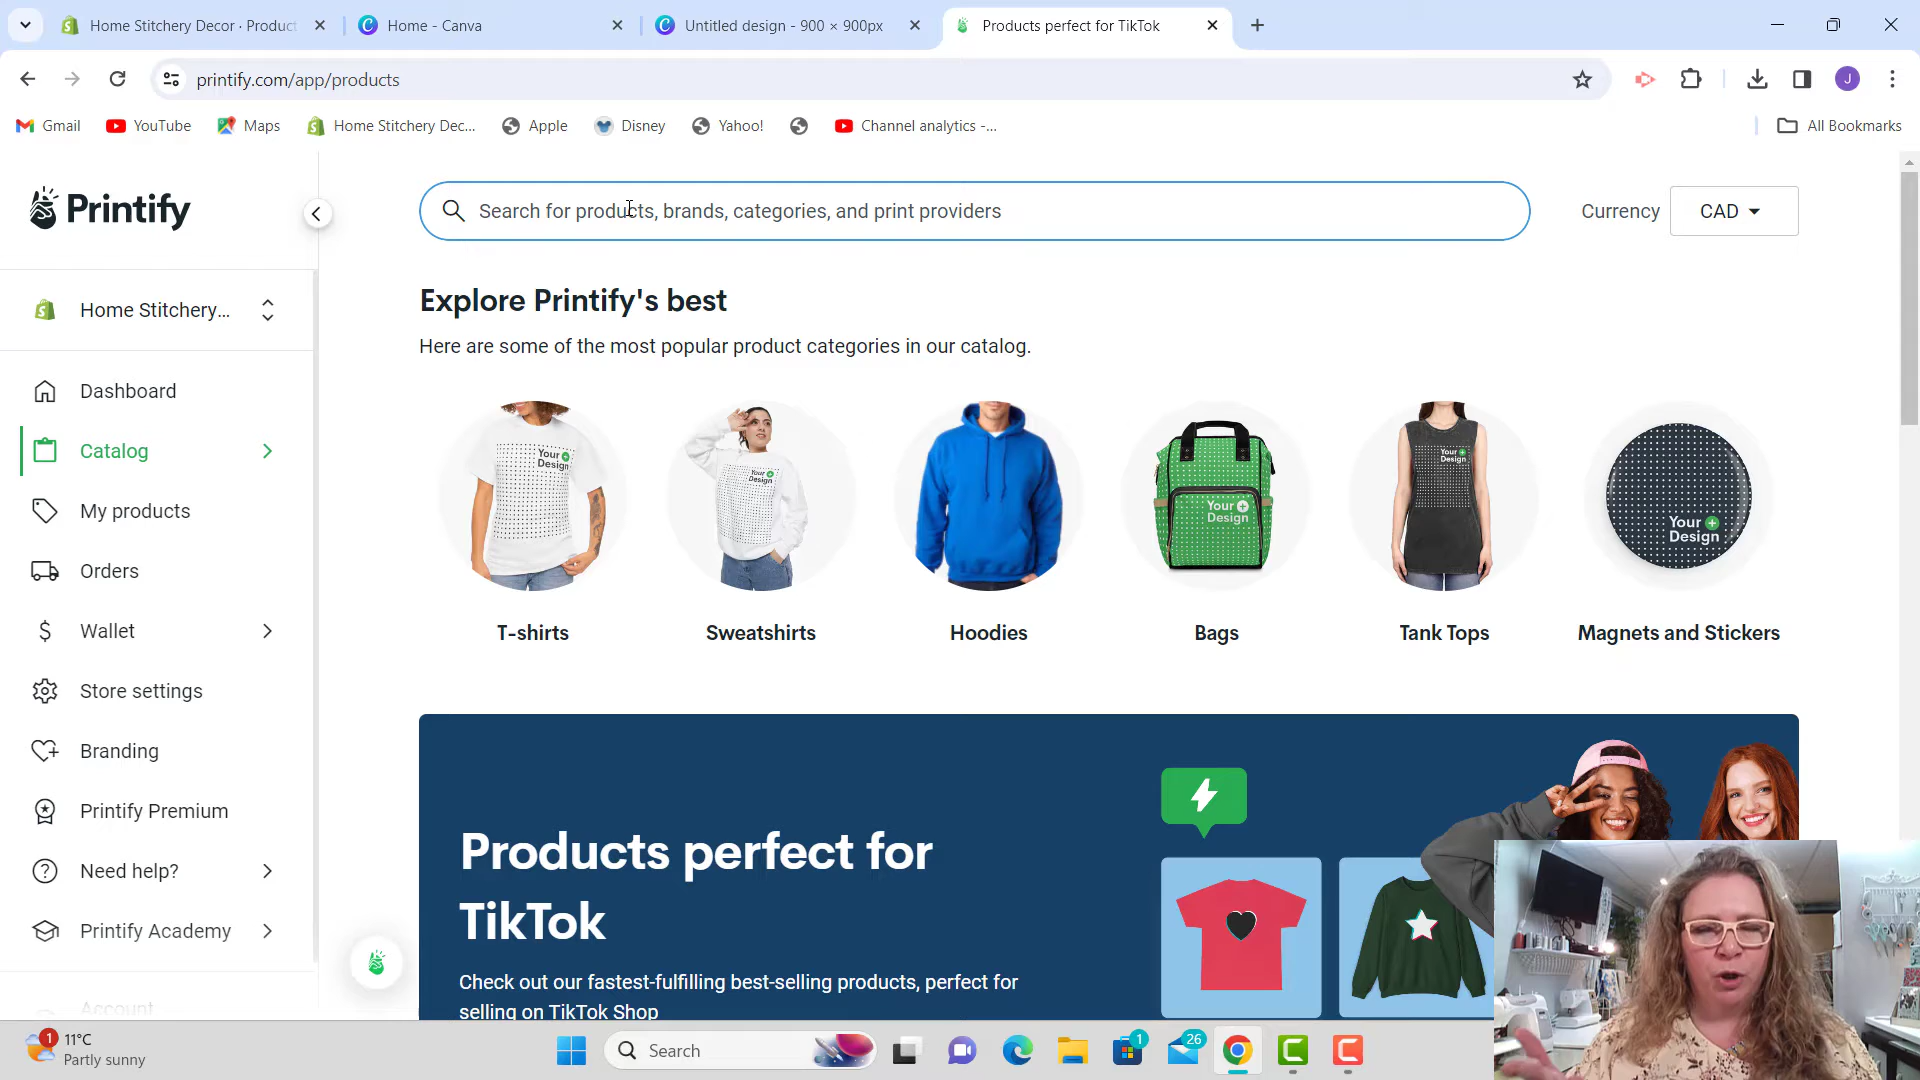 Home Stitchery Decor · Product
Home - Canva
Untitled design - 900 × 900px
Products perfect for TikTok
printify.com/app/products
J
Gmail
YouTube
Maps
Home Stitchery Dec...
Apple
Disney
Yahoo!
Channel analytics -...
All Bookmarks
Printify
Search for products, brands, categories, and print providers
Currency
CAD
Home Stitchery...
Dashboard
Catalog
My products
Orders
Wallet
Store settings
Branding
Printify Premium
Need help?
Printify Academy
Account
Explore Printify's best
Here are some of the most popular product categories in our catalog.
Your
Design
Your
Design
Your
Design
Your
Design
Your
Design
T-shirts
Sweatshirts
Hoodies
Bags
Tank Tops
Magnets and Stickers
Products perfect for
TikTok
Check out our fastest-fulfilling best-selling products, perfect for
selling on TikTok Shop
1
11°C
Partly sunny
Search
1
26